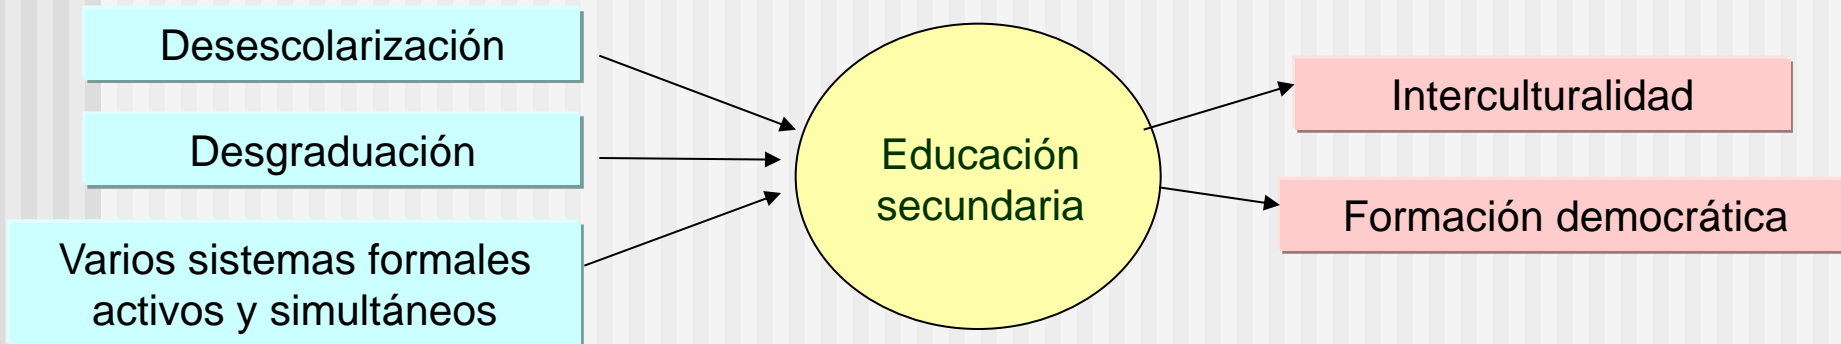 Desescolarización
Desgraduación
Varios sistemas formales
activos y simultáneos
Educación
secundaria
Interculturalidad
Formación democrática